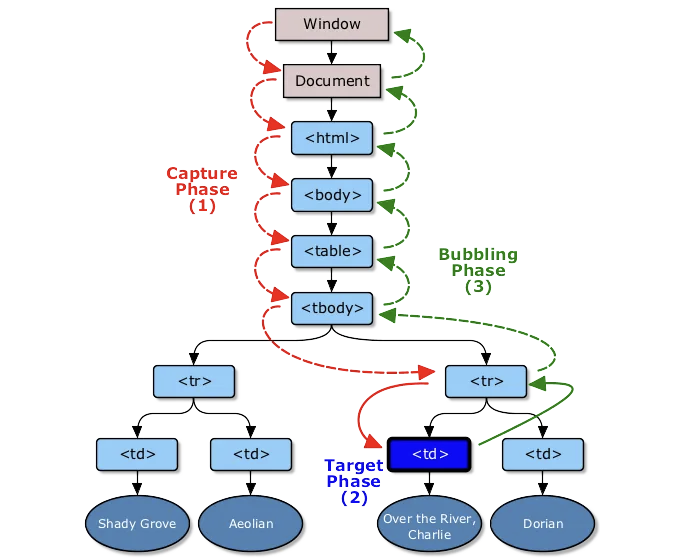 Window
Document
<html>
Capture
Phase
(1)
<body>
<table>
Bubbling
Phase
(3)
<tbody>
<tr>
<tr>
<td>
<td>
<td>
<td>
Target
Phase
(2)
Shady Grove
Aeolian
Over the River,
Charlie
Dorian